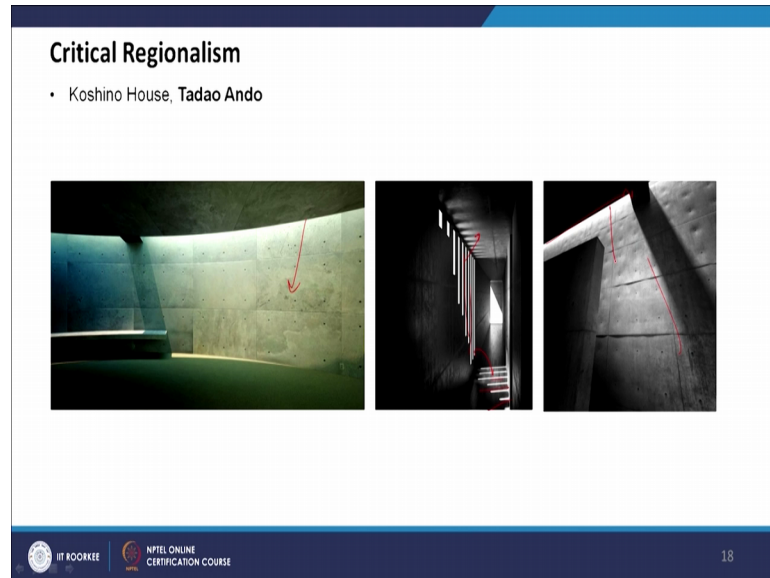 Critical Regionalism
• Koshino House, Tadao Ando
IIT ROORKEE
NPTEL ONLINE
CERTIFICATION COURSE
18